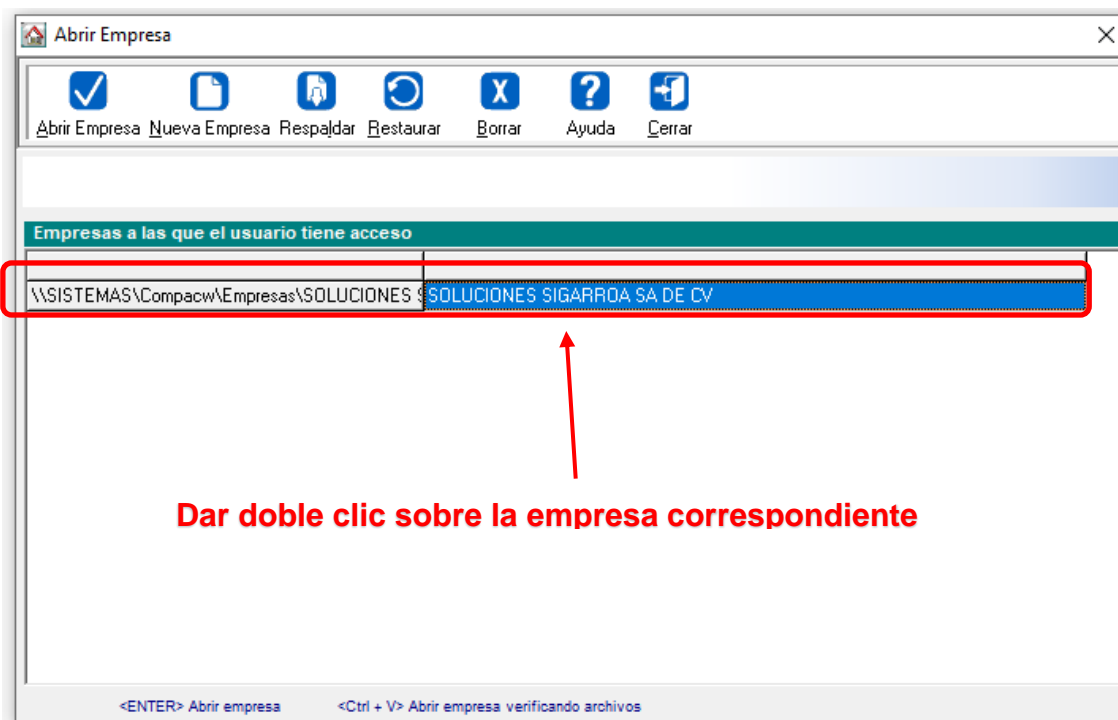 Abrir Empresa
Abrir Empresa Nueva Empresa Respaldar Restaurar Borrar Ayuda Cerrar
Empresas a las que el usuario tiene acceso
\\SISTEMAS\Compacw\Empresas\SOLUCIONES S SOLUCIONES SIGARROA SA DE CV
Dar doble clic sobre la empresa correspondiente
<ENTER> Abrir empresa <Ctrl + V> Abrir empresa verificando archivos